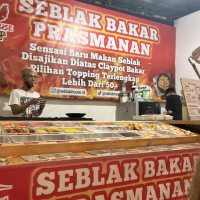 SEBLAK BAKAR
PRASMANAN
Sensasi Baru Makan Seblak
Disajikan Diatas Claypot Bakar
Pilihan Topping Terlengkap
Lebih Dari 50+
SEBLAK BAKAR
PRASMANAN